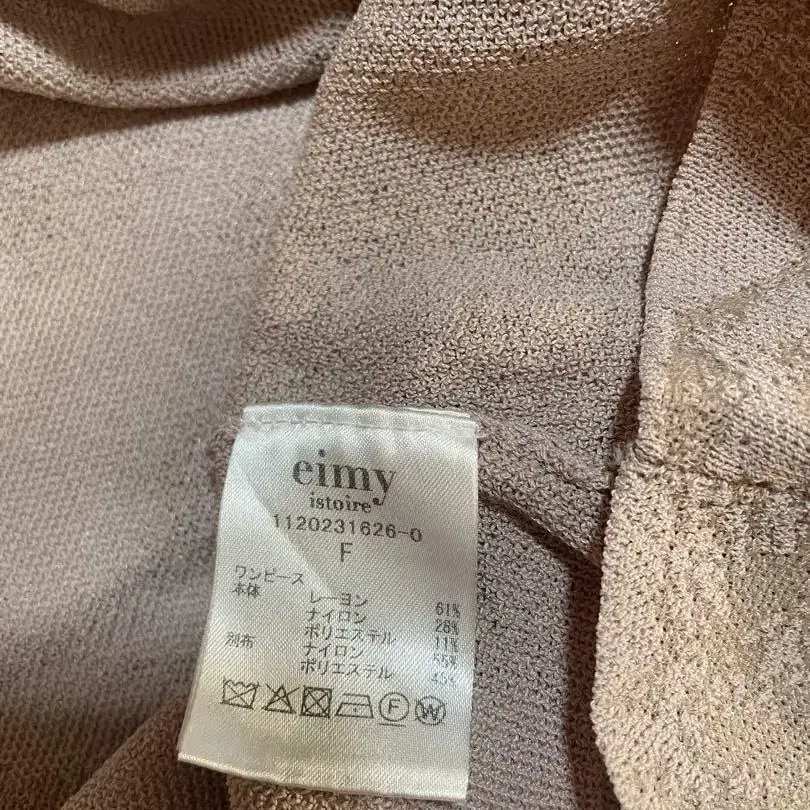 eimy
istoire
1120231626-0
F
ワンピース
本体 レーヨン 61%
ナイロン 28%
ポリエステル 11%
別布 ナイロン 55%
ポリエステル 45%
F W